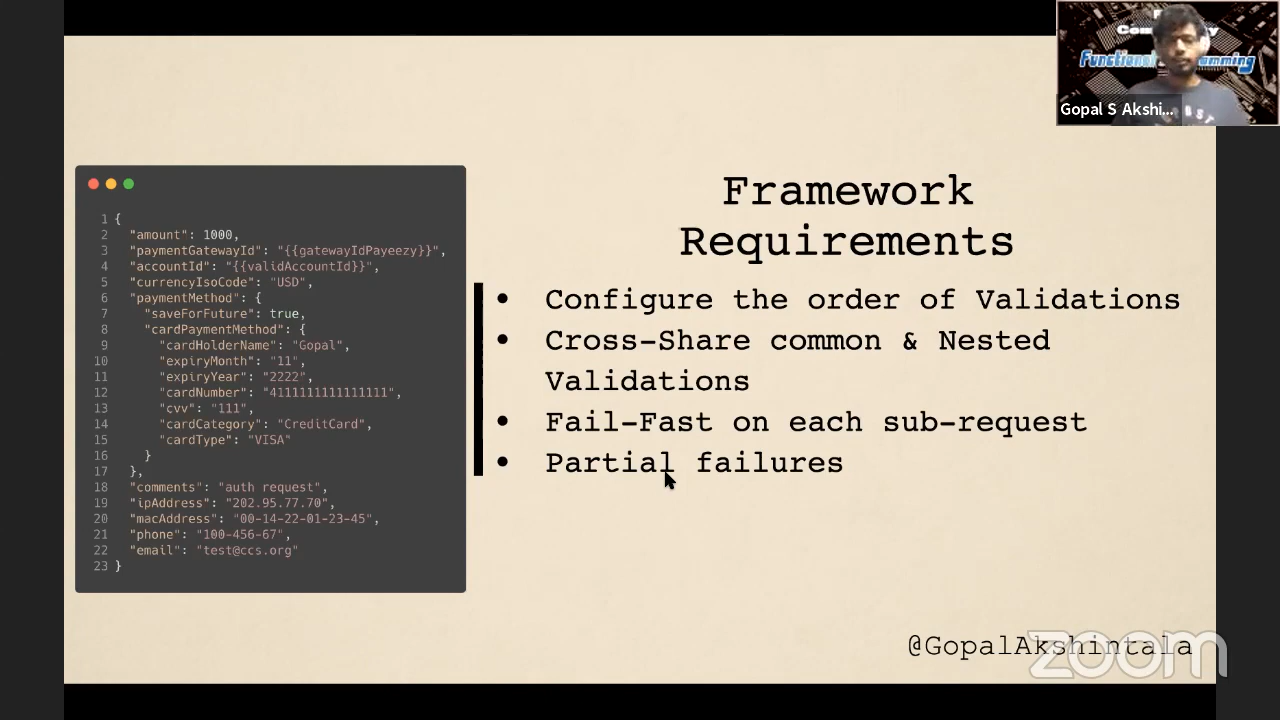 Functional Programming
Gopal S Akshi...
Framework
Requirements
• Configure the order of Validations
• Cross-Share common & Nested
Validations
• Fail-Fast on each sub-request
• Partial failures
1 {
2 "amount": 1000,
3 "paymentGatewayId": "{{gatewayIdPayeezy}}",
4 "accountId": "{{validAccountId}}",
5 "currencyIsoCode": "USD",
6 "paymentMethod": {
7 "saveForFuture": true,
8 "cardPaymentMethod": {
9 "cardHolderName": "Gopal",
10 "expiryMonth": "11",
11 "expiryYear": "2222",
12 "cardNumber": "4111111111111111",
13 "cvv": "111",
14 "cardCategory": "CreditCard",
15 "cardType": "VISA"
16 }
17 },
18 "comments": "auth request",
19 "ipAddress": "202.95.77.70",
20 "macAddress": "00-14-22-01-23-45",
21 "phone": "100-456-67",
22 "email": "test@ccs.org"
23 }
@GopalAkshintala
zoom